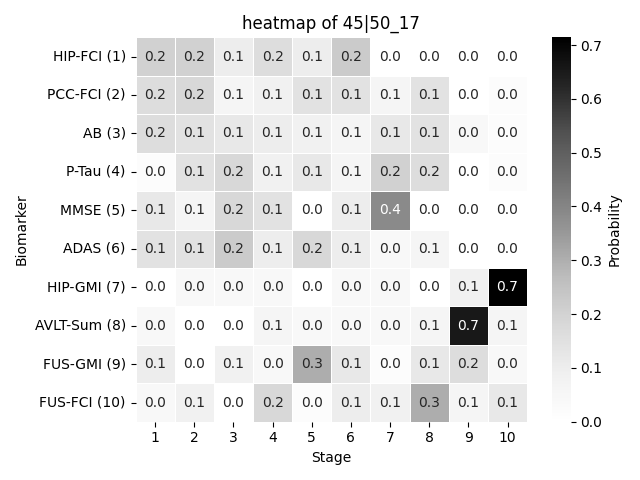 heatmap of 45|50_17
HIP-FCI (1) 0.2 0.2 0.1 0.2 0.1 0.2 0.0 0.0 0.0 0.0
PCC-FCI (2) 0.2 0.2 0.1 0.1 0.1 0.1 0.1 0.1 0.0 0.0
AB (3) 0.2 0.1 0.1 0.1 0.1 0.1 0.1 0.1 0.0 0.0
P-Tau (4) 0.0 0.1 0.2 0.1 0.1 0.1 0.2 0.2 0.0 0.0
MMSE (5) 0.1 0.1 0.2 0.1 0.0 0.1 0.4 0.0 0.0 0.0
ADAS (6) 0.1 0.1 0.2 0.1 0.2 0.1 0.0 0.1 0.0 0.0
HIP-GMI (7) 0.0 0.0 0.0 0.0 0.0 0.0 0.0 0.0 0.1 0.7
AVLT-Sum (8) 0.0 0.0 0.0 0.1 0.0 0.0 0.0 0.1 0.7 0.1
FUS-GMI (9) 0.1 0.0 0.1 0.0 0.3 0.1 0.0 0.1 0.2 0.0
FUS-FCI (10) 0.0 0.1 0.0 0.2 0.0 0.1 0.1 0.3 0.1 0.1
1 2 3 4 5 6 7 8 9 10
Stage
Biomarker
0.7
0.6
0.5
0.4
0.3
0.2
0.1
0.0
Probability